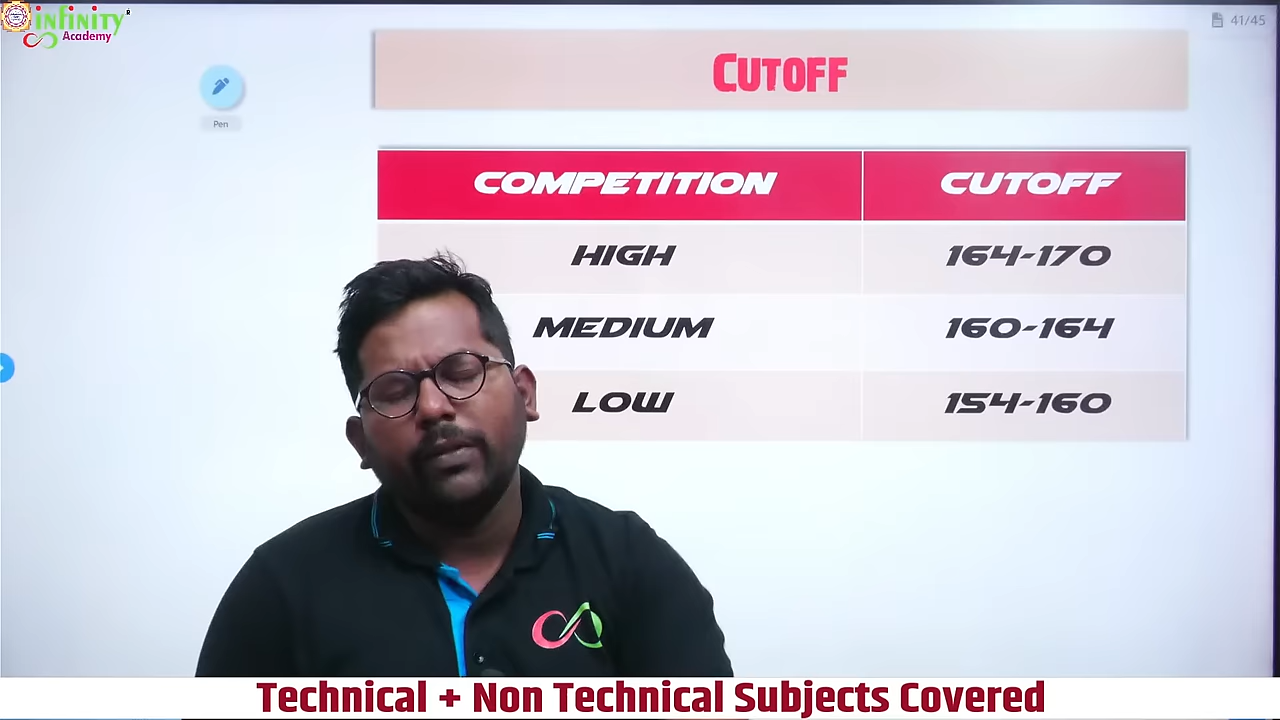 infinity
Academy
41/45
Pen
CUTOFF
COMPETITION CUTOFF
HIGH 164-170
MEDIUM 160-164
LOW 154-160
Technical + Non Technical Subjects Covered